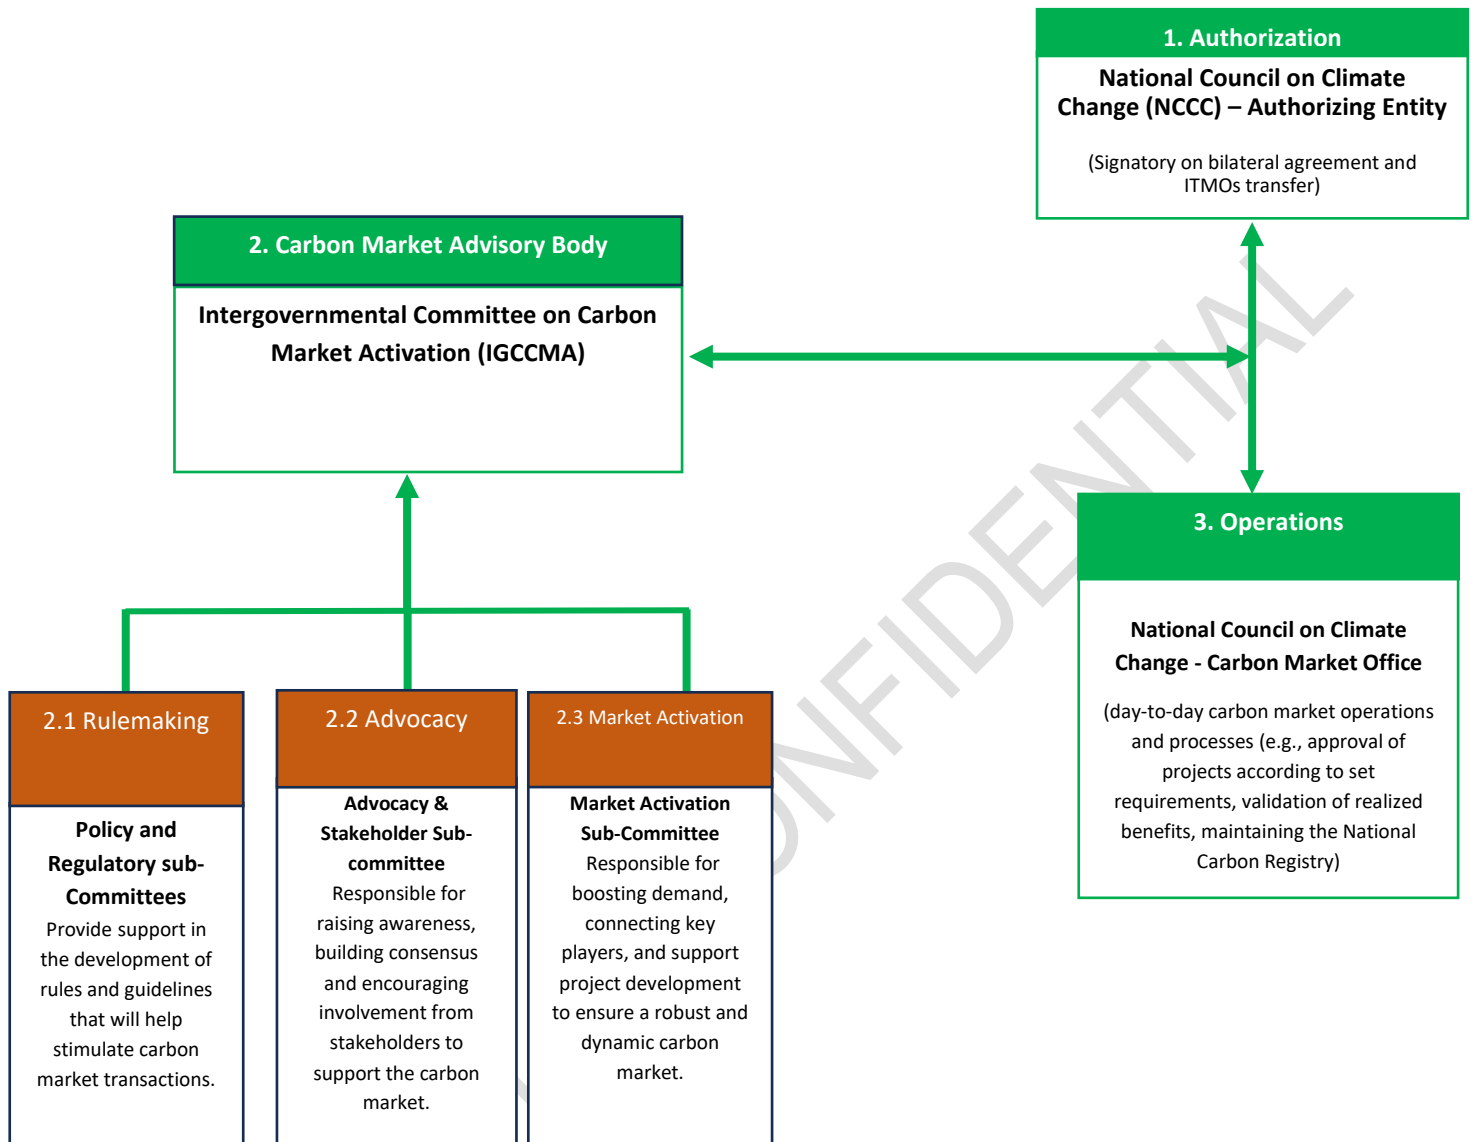 1. Authorization
National Council on Climate
Change (NCCC) – Authorizing Entity
(Signatory on bilateral agreement and
ITMOs transfer)
2. Carbon Market Advisory Body
Intergovernmental Committee on Carbon
Market Activation (IGCCMA)
3. Operations
National Council on Climate
Change - Carbon Market Office
(day-to-day carbon market operations
and processes (e.g., approval of
projects according to set
requirements, validation of realized
benefits, maintaining the National
Carbon Registry)
2.1 Rulemaking
Policy and
Regulatory sub-
Committees
Provide support in
the development of
rules and guidelines
that will help
stimulate carbon
market transactions.
2.2 Advocacy
Advocacy &
Stakeholder Sub-
committee
Responsible for
raising awareness,
building consensus
and encouraging
involvement from
stakeholders to
support the carbon
market.
2.3 Market Activation
Market Activation
Sub-Committee
Responsible for
boosting demand,
connecting key
players, and support
project development
to ensure a robust and
dynamic carbon
market.
ONFIDENTIAL